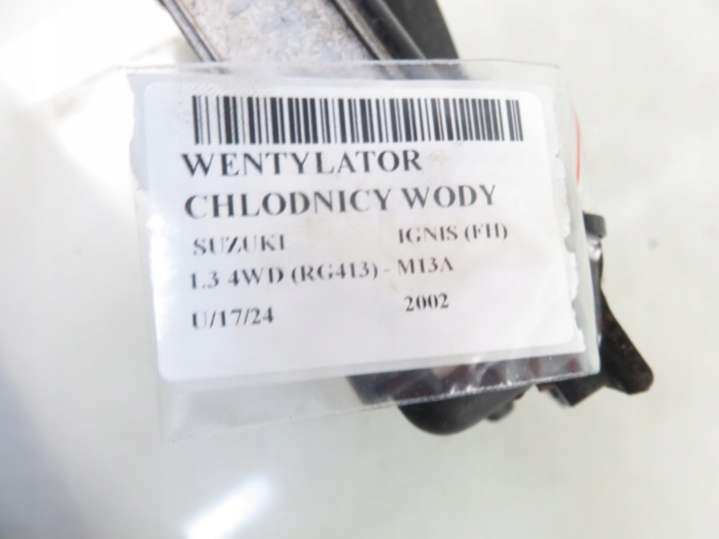 WENTYLATOR
CHLODNICY WODY
SUZUKI IGNIS (FH)
1.3 4WD (RG413) - M13A
U/17/24 2002